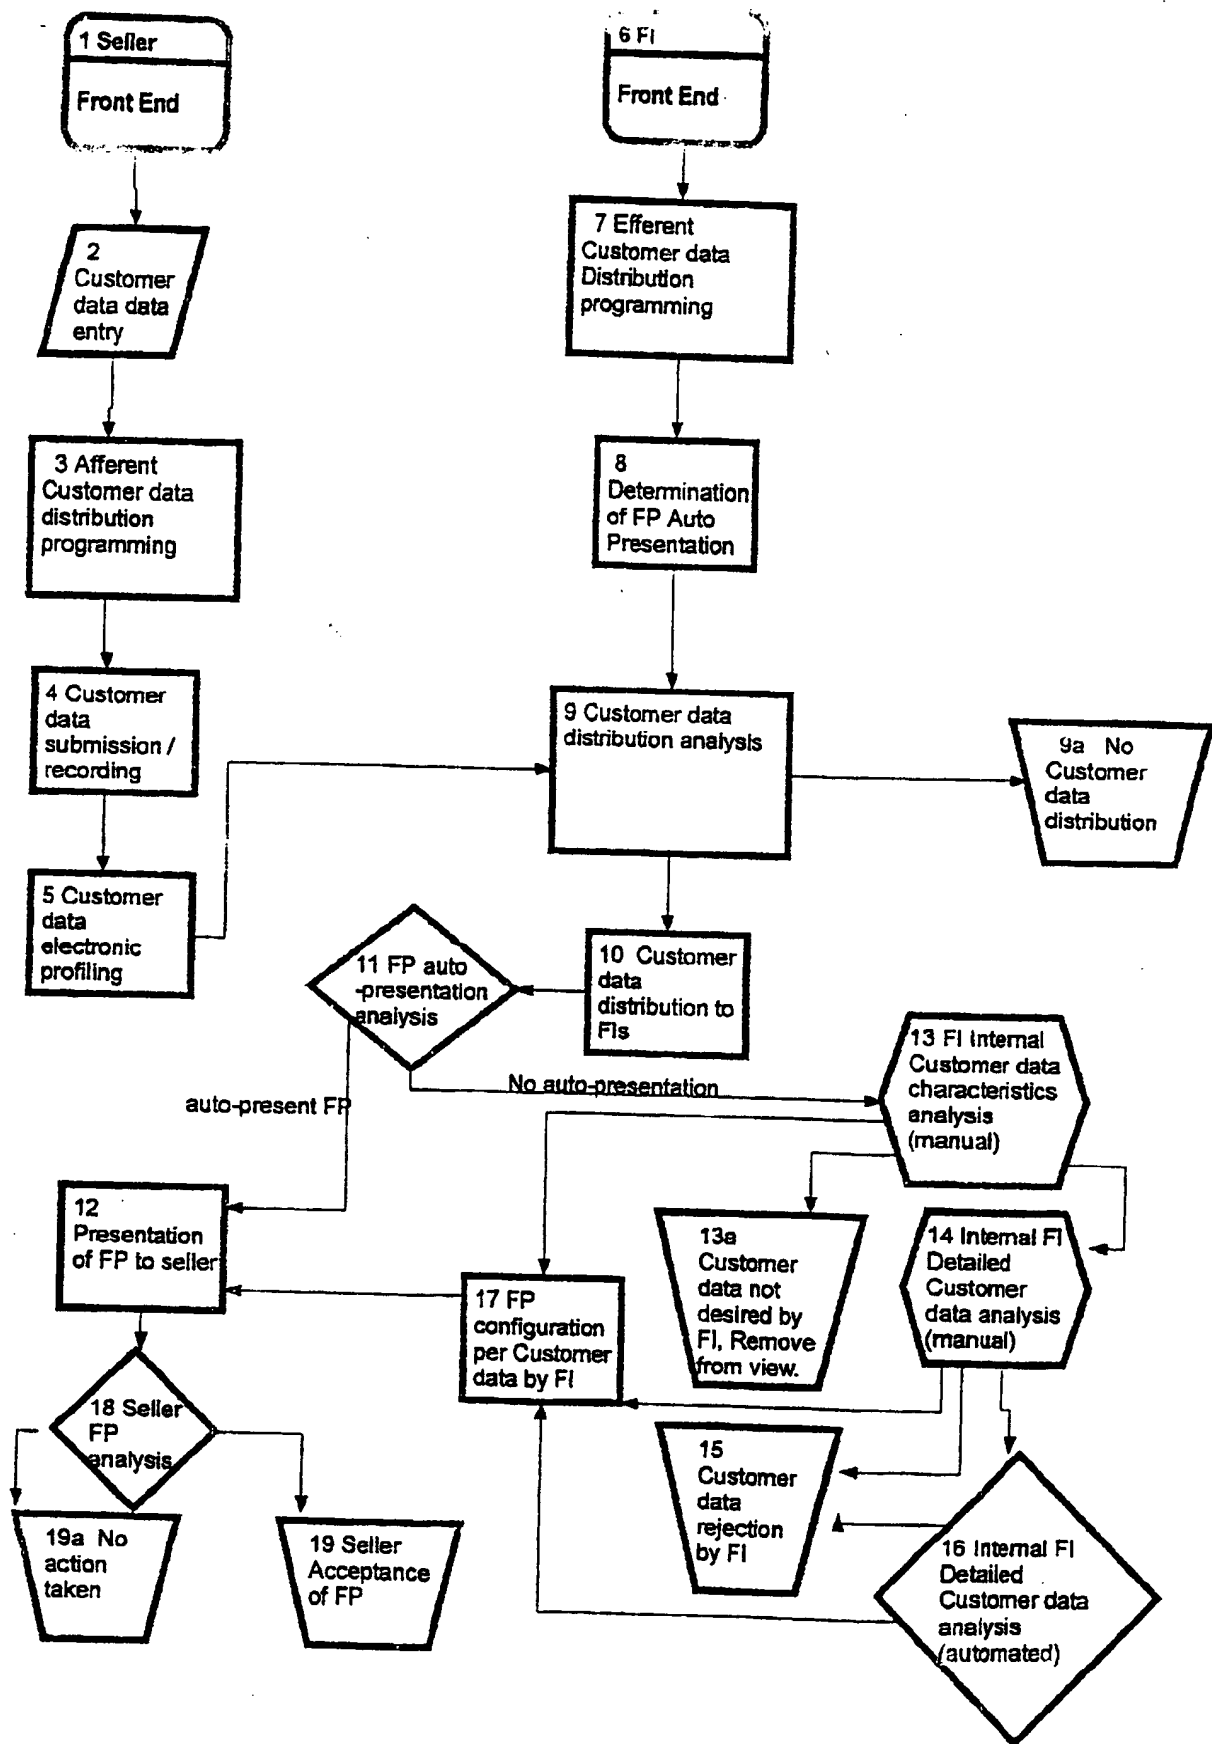 1 Seller
Front End
6 FI
Front End
2
Customer
data data
entry
7 Efferent
Customer data
Distribution
programming
3 Afferent
Customer data
distribution
programming
8
Determination
of FP Auto
Presentation
4 Customer
data
submission /
recording
9 Customer data
distribution analysis
9a No
Customer
data
distribution
5 Customer
data
electronic
profiling
11 FP auto
-presentation
analysis
10 Customer
data
distribution to
FIs
No auto-presentation
auto-present FP
13 FI Internal
Customer data
characteristics
analysis
(manual)
12
Presentation
of FP to seller
13a
Customer
data not
desired by
FI, Remove
from view.
14 Internal FI
Detailed
Customer
data analysis
(manual)
17 FP
configuration
per Customer
data by FI
18 Seller
FP
analysis
15
Customer
data
rejection
by FI
19a No
action
taken
19 Seller
Acceptance
of FP
16 Internal FI
Detailed
Customer data
analysis
(automated)